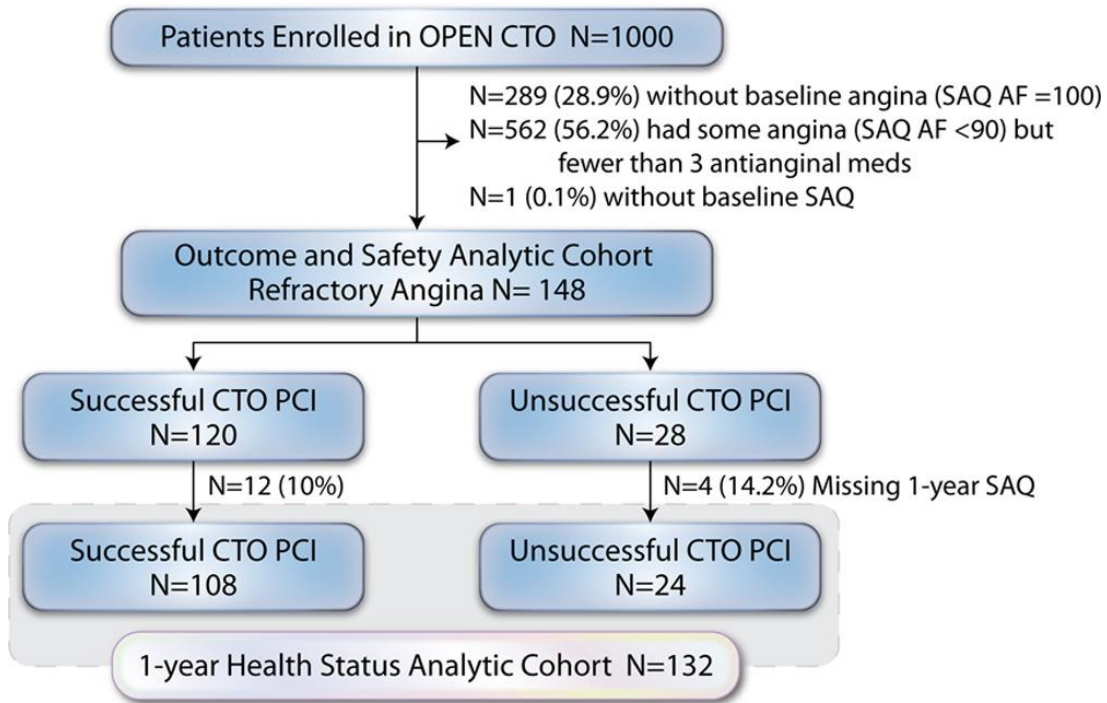 Patients Enrolled in OPEN CTO N=1000
N=289 (28.9%) without baseline angina (SAQ AF =100)
N=562 (56.2%) had some angina (SAQ AF <90) but
fewer than 3 antianginal meds
N=1 (0.1%) without baseline SAQ
Outcome and Safety Analytic Cohort
Refractory Angina N= 148
Successful CTO PCI
N=120
Unsuccessful CTO PCI
N=28
N=12 (10%)
N=4 (14.2%) Missing 1-year SAQ
Successful CTO PCI
N=108
Unsuccessful CTO PCI
N=24
1-year Health Status Analytic Cohort N=132